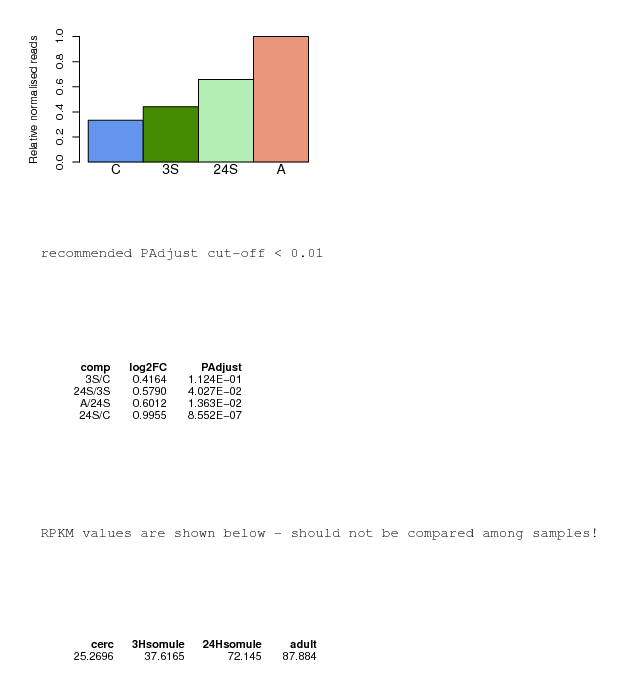 Relative normalised reads
1.0
0.8
0.6
0.4
0.2
0.0
C 3S 24S A
recommended PAdjust cut-off < 0.01
comp log2FC PAdjust
3S/C 0.4164 1.124E-01
24S/3S 0.5790 4.027E-02
A/24S 0.6012 1.363E-02
24S/C 0.9955 8.552E-07
RPKM values are shown below - should not be compared among samples!
cerc 3Hsomule 24Hsomule adult
25.2696 37.6165 72.145 87.884